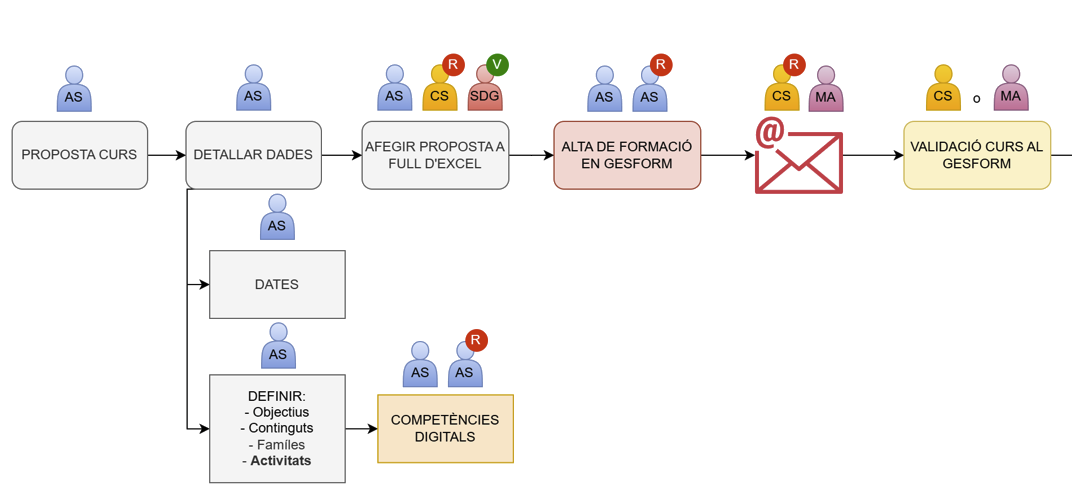 AS
AS
AS
CS
R
SDG
V
AS
AS
R
CS
R
MA
CS
o
MA
PROPOSTA CURS
DETALLAR DADES
AFEGIR PROPOSTA A
FULL D'EXCEL
ALTA DE FORMACIÓ
EN GESFORM
@
VALIDACIÓ CURS AL
GESFORM
AS
DATES
AS
DEFINIR:
- Objectius
- Continguts
- Famíles
- Activitats
AS
AS
R
COMPETÈNCIES
DIGITALS